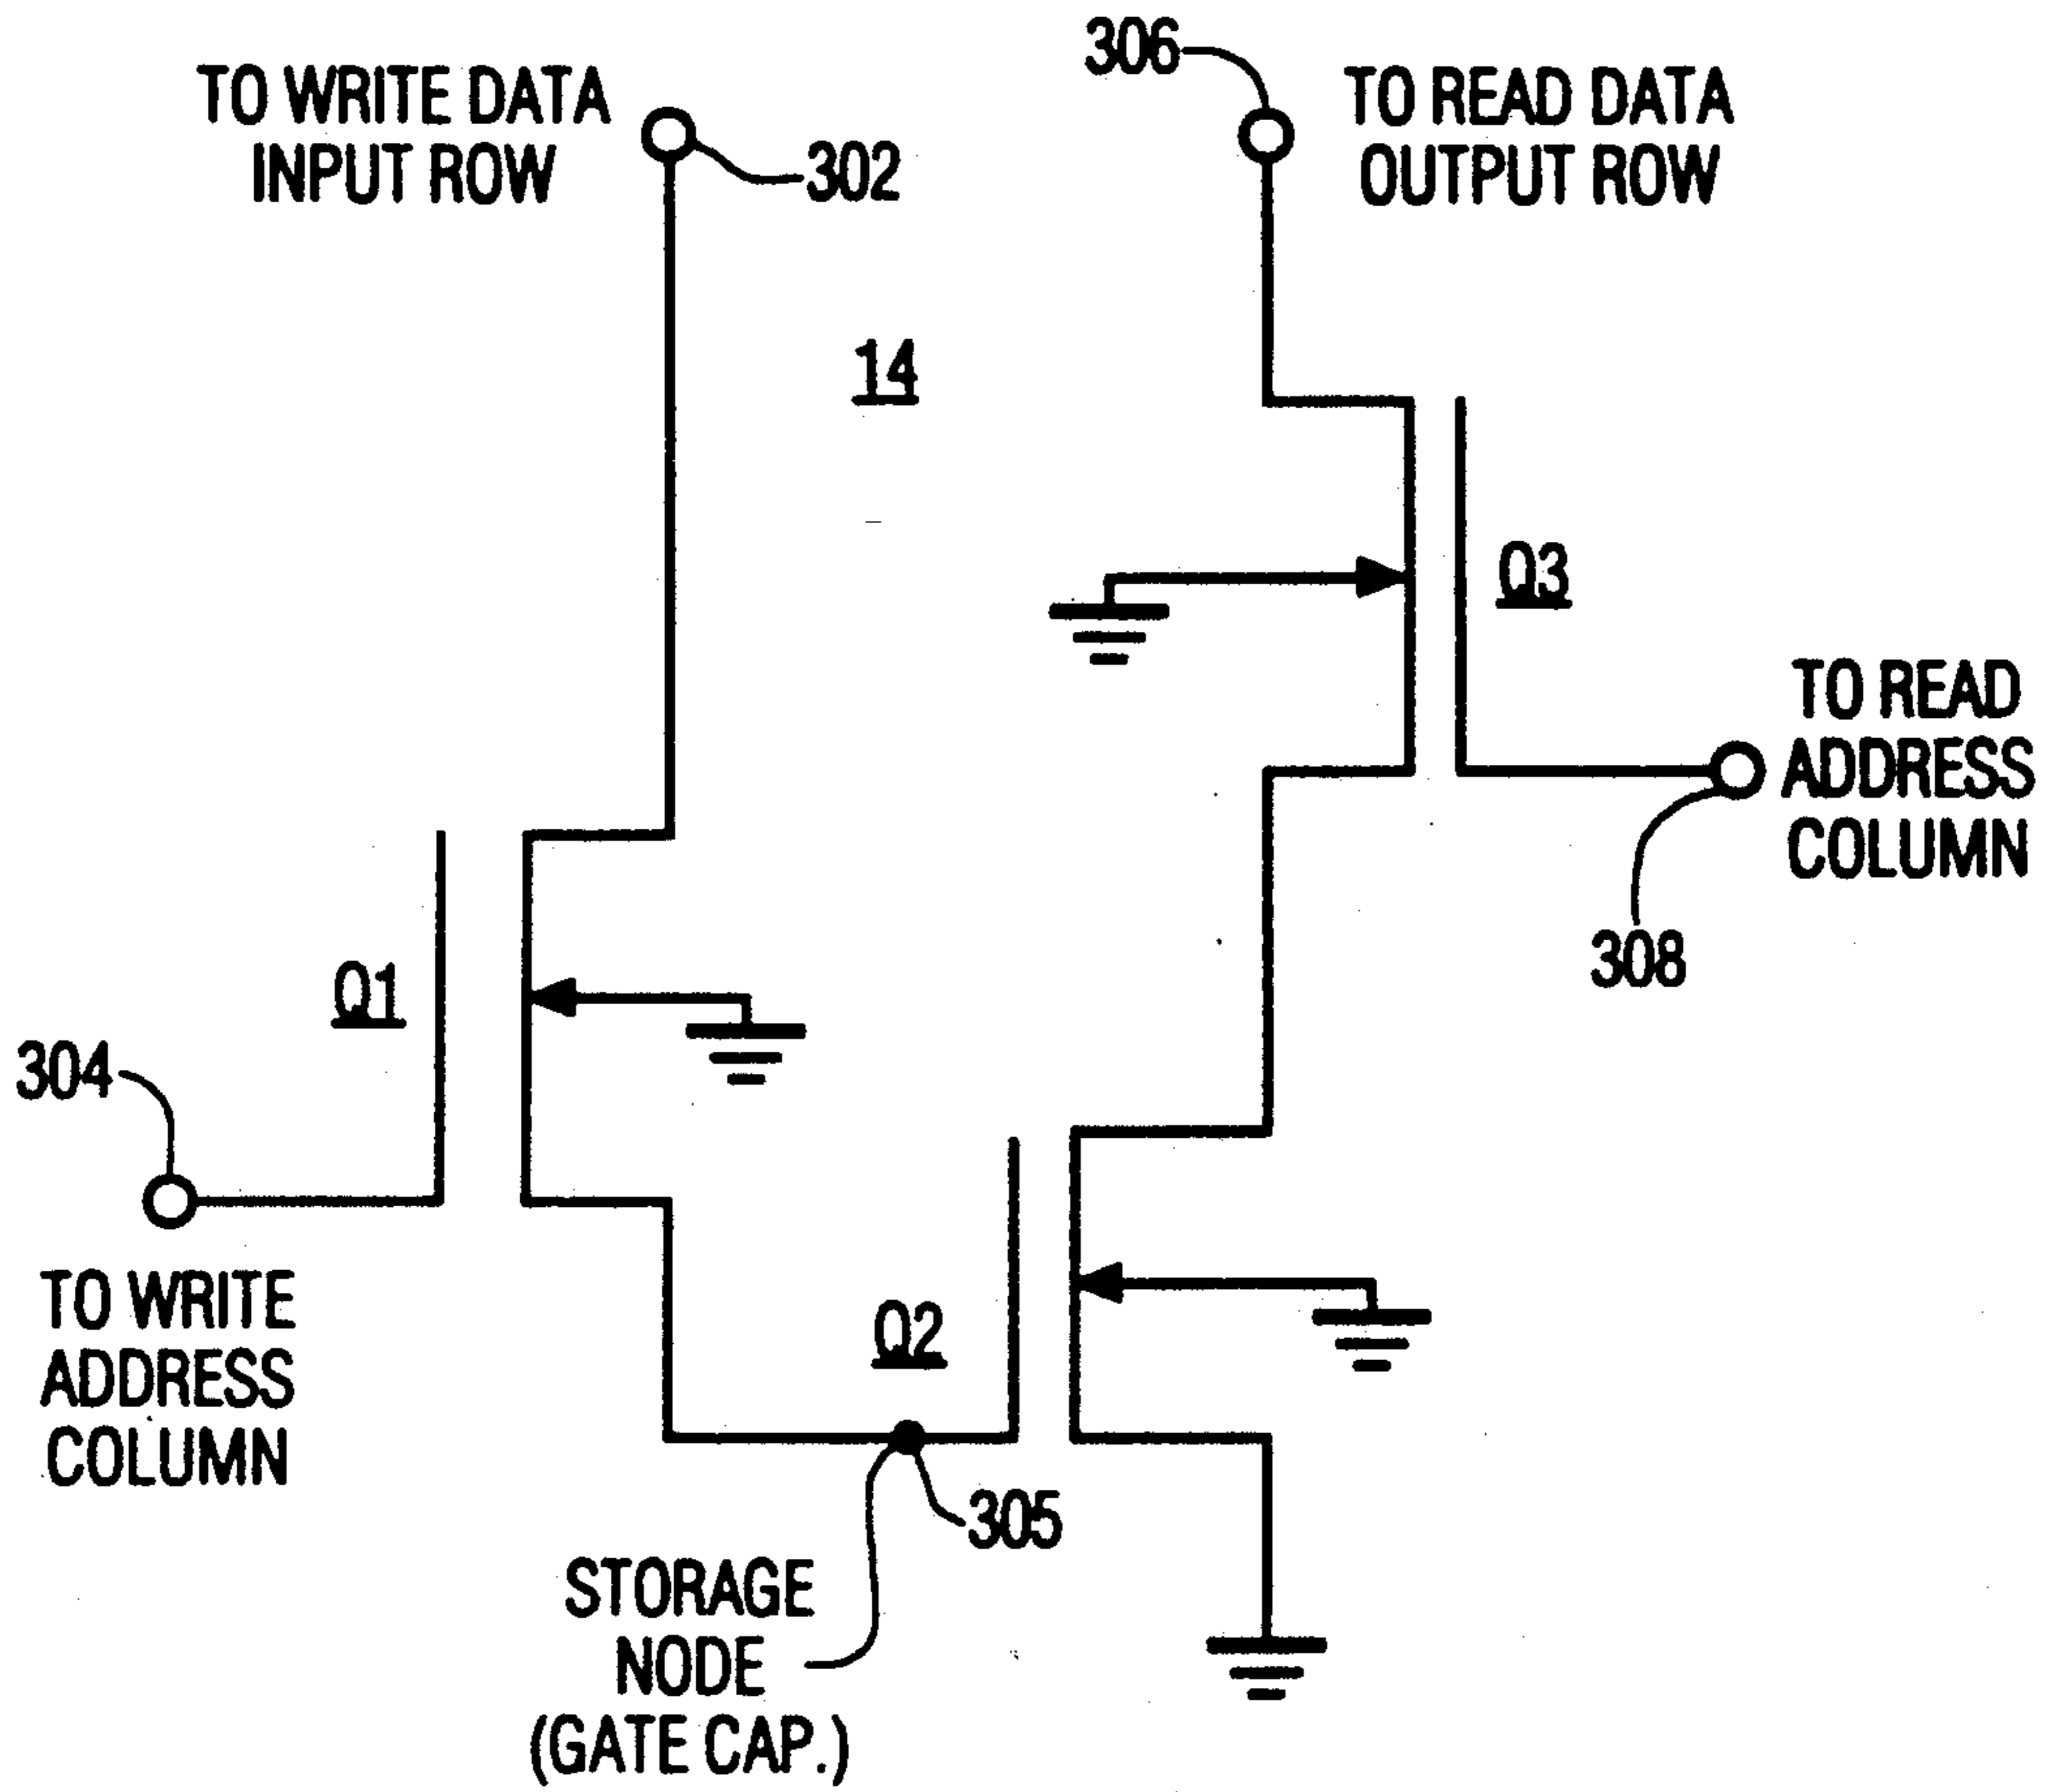 306
TO WRITE DATA
INPUT ROW
302
TO READ DATA
OUTPUT ROW
14
Q3
TO READ
ADDRESS
COLUMN
308
Q1
304
TO WRITE
ADDRESS
COLUMN
Q2
305
STORAGE
NODE
(GATE CAP.)